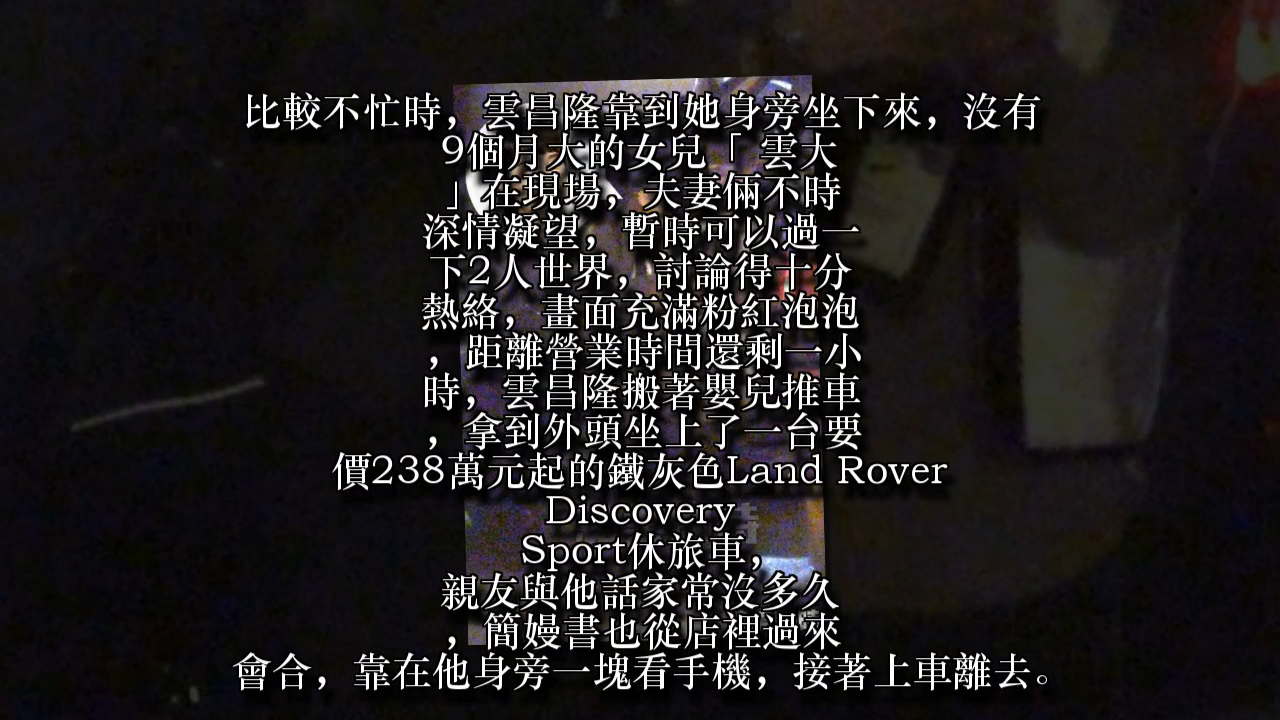 比較不忙時，雲昌隆靠到她身旁坐下來，沒有
9個月大的女兒「 雲大
」在現場，夫妻倆不時
深情凝望，暫時可以過一
下2人世界，討論得十分
熱絡，畫面充滿粉紅泡泡
，距離營業時間還剩一小
時，雲昌隆搬著嬰兒推車
，拿到外頭坐上了一台要
價238萬元起的鐵灰色Land Rover
Discovery
Sport休旅車，
親友與他話家常沒多久
，簡嫚書也從店裡過來
會合，靠在他身旁一塊看手機，接著上車離去。